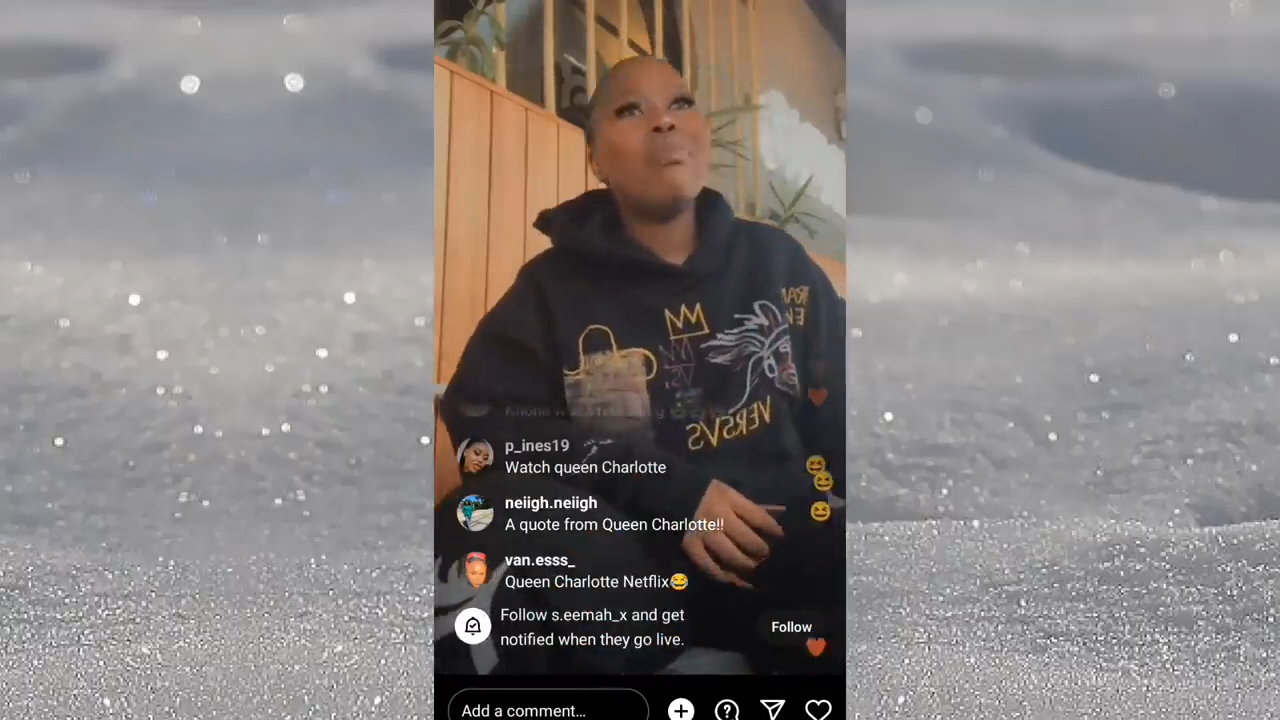 VERSVS
p_ines19
Watch queen Charlotte
neiigh.neiigh
A quote from Queen Charlotte!!
van.esss_
Queen Charlotte Netflix😂
Follow s.eemah_x and get
notified when they go live.
Follow
Add a comment…